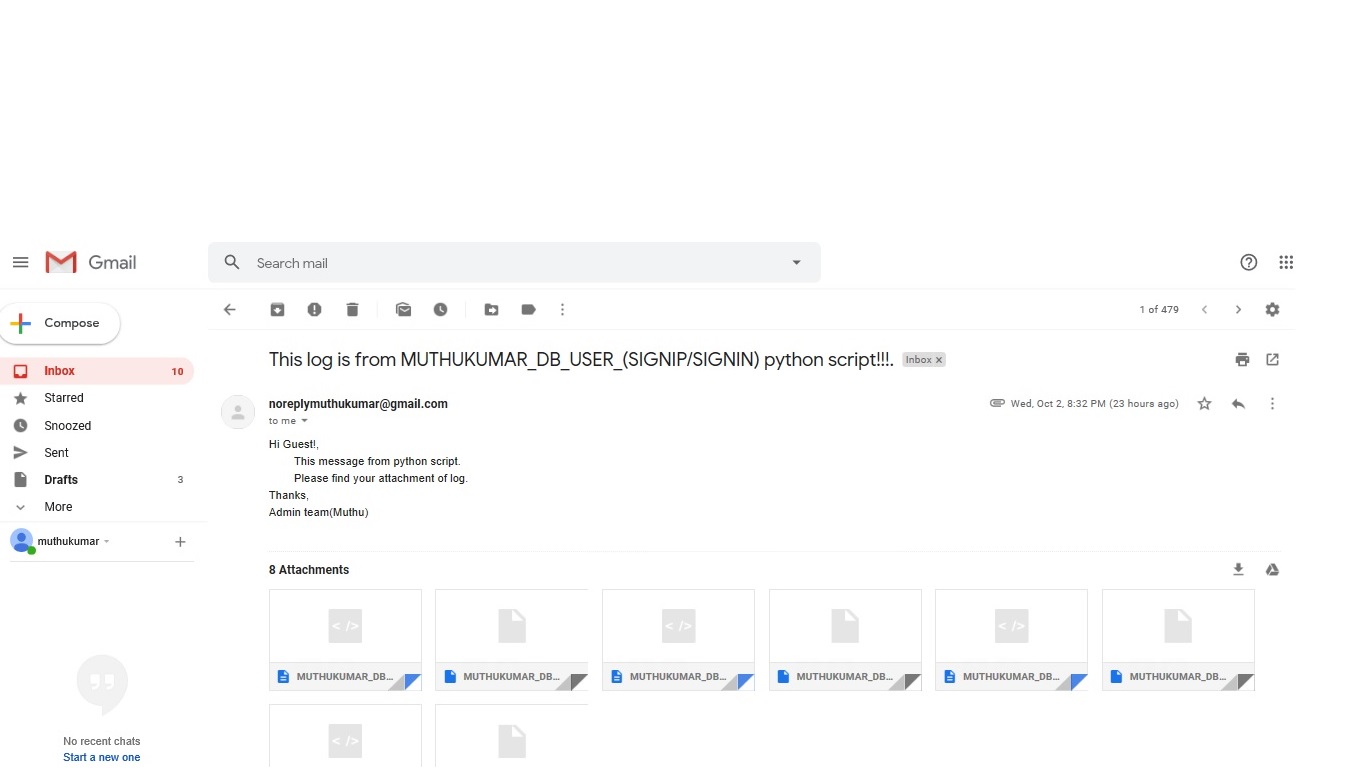 Gmail
Search mail
Compose
1 of 479
Inbox 10
Starred
Snoozed
Sent
Drafts 3
More
muthukumar
No recent chats
Start a new one
This log is from MUTHUKUMAR_DB_USER_(SIGNIP/SIGNIN) python script!!!. Inbox x
noreplymuthukumar@gmail.com Wed, Oct 2, 8:32 PM (23 hours ago)
to me
Hi Guest!,
This message from python script.
Please find your attachment of log.
Thanks,
Admin team(Muthu)
8 Attachments
< /> < /> < />
MUTHUKUMAR_DB... MUTHUKUMAR_DB... MUTHUKUMAR_DB... MUTHUKUMAR_DB... MUTHUKUMAR_DB... MUTHUKUMAR_DB...
< />